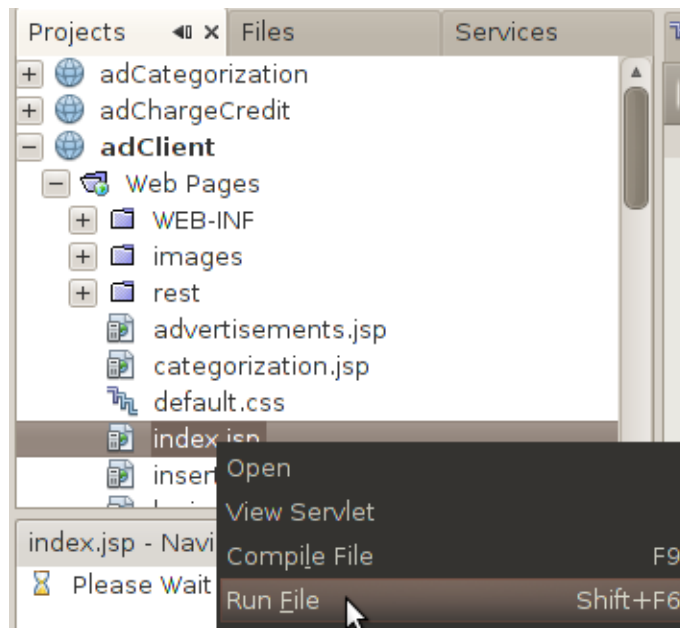 Projects Files Services
adCategorization
adChargeCredit
adClient
Web Pages
WEB-INF
images
rest
advertisements.jsp
categorization.jsp
default.css
index.jsp
insert
Open
View Servlet
index.jsp - Navi
Compile File F9
Please Wait
Run File Shift+F6